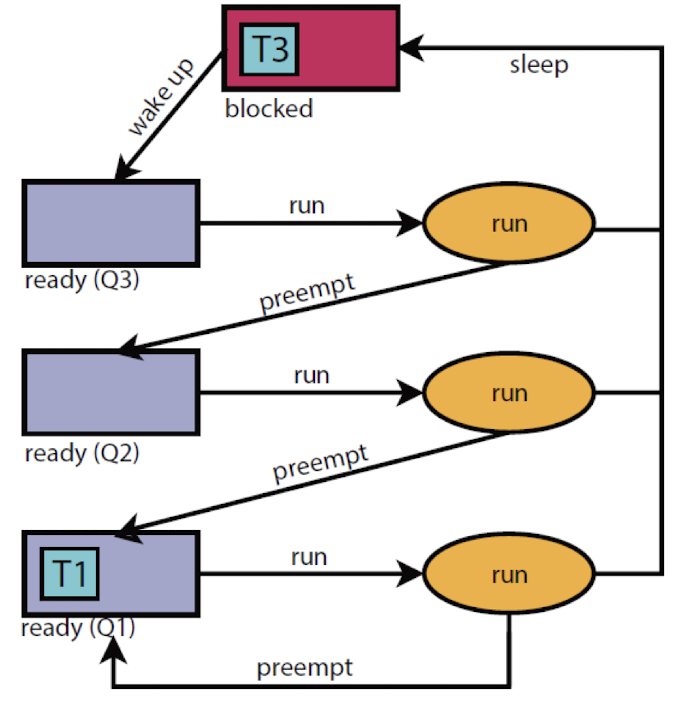 T3
sleep
wake up
blocked
run
run
ready (Q3)
preempt
run
run
ready (Q2)
preempt
T1
run
run
ready (Q1)
preempt